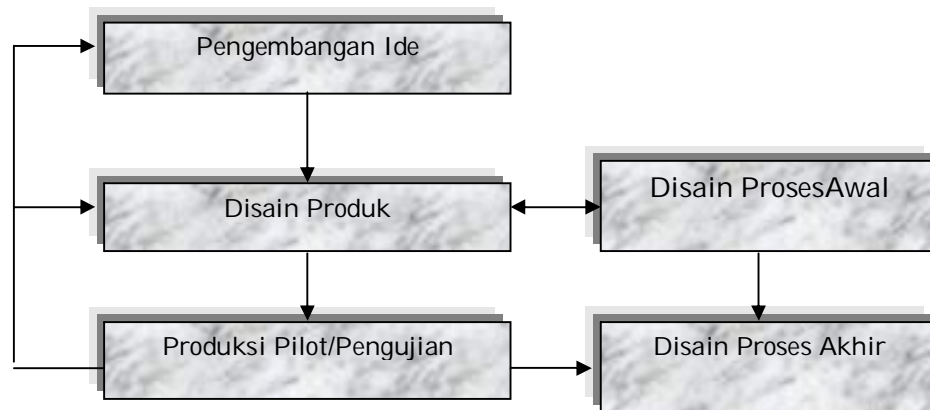 Pengembangan Ide
Disain Produk
Disain ProsesAwal
Produksi Pilot/Pengujian
Disain Proses Akhir